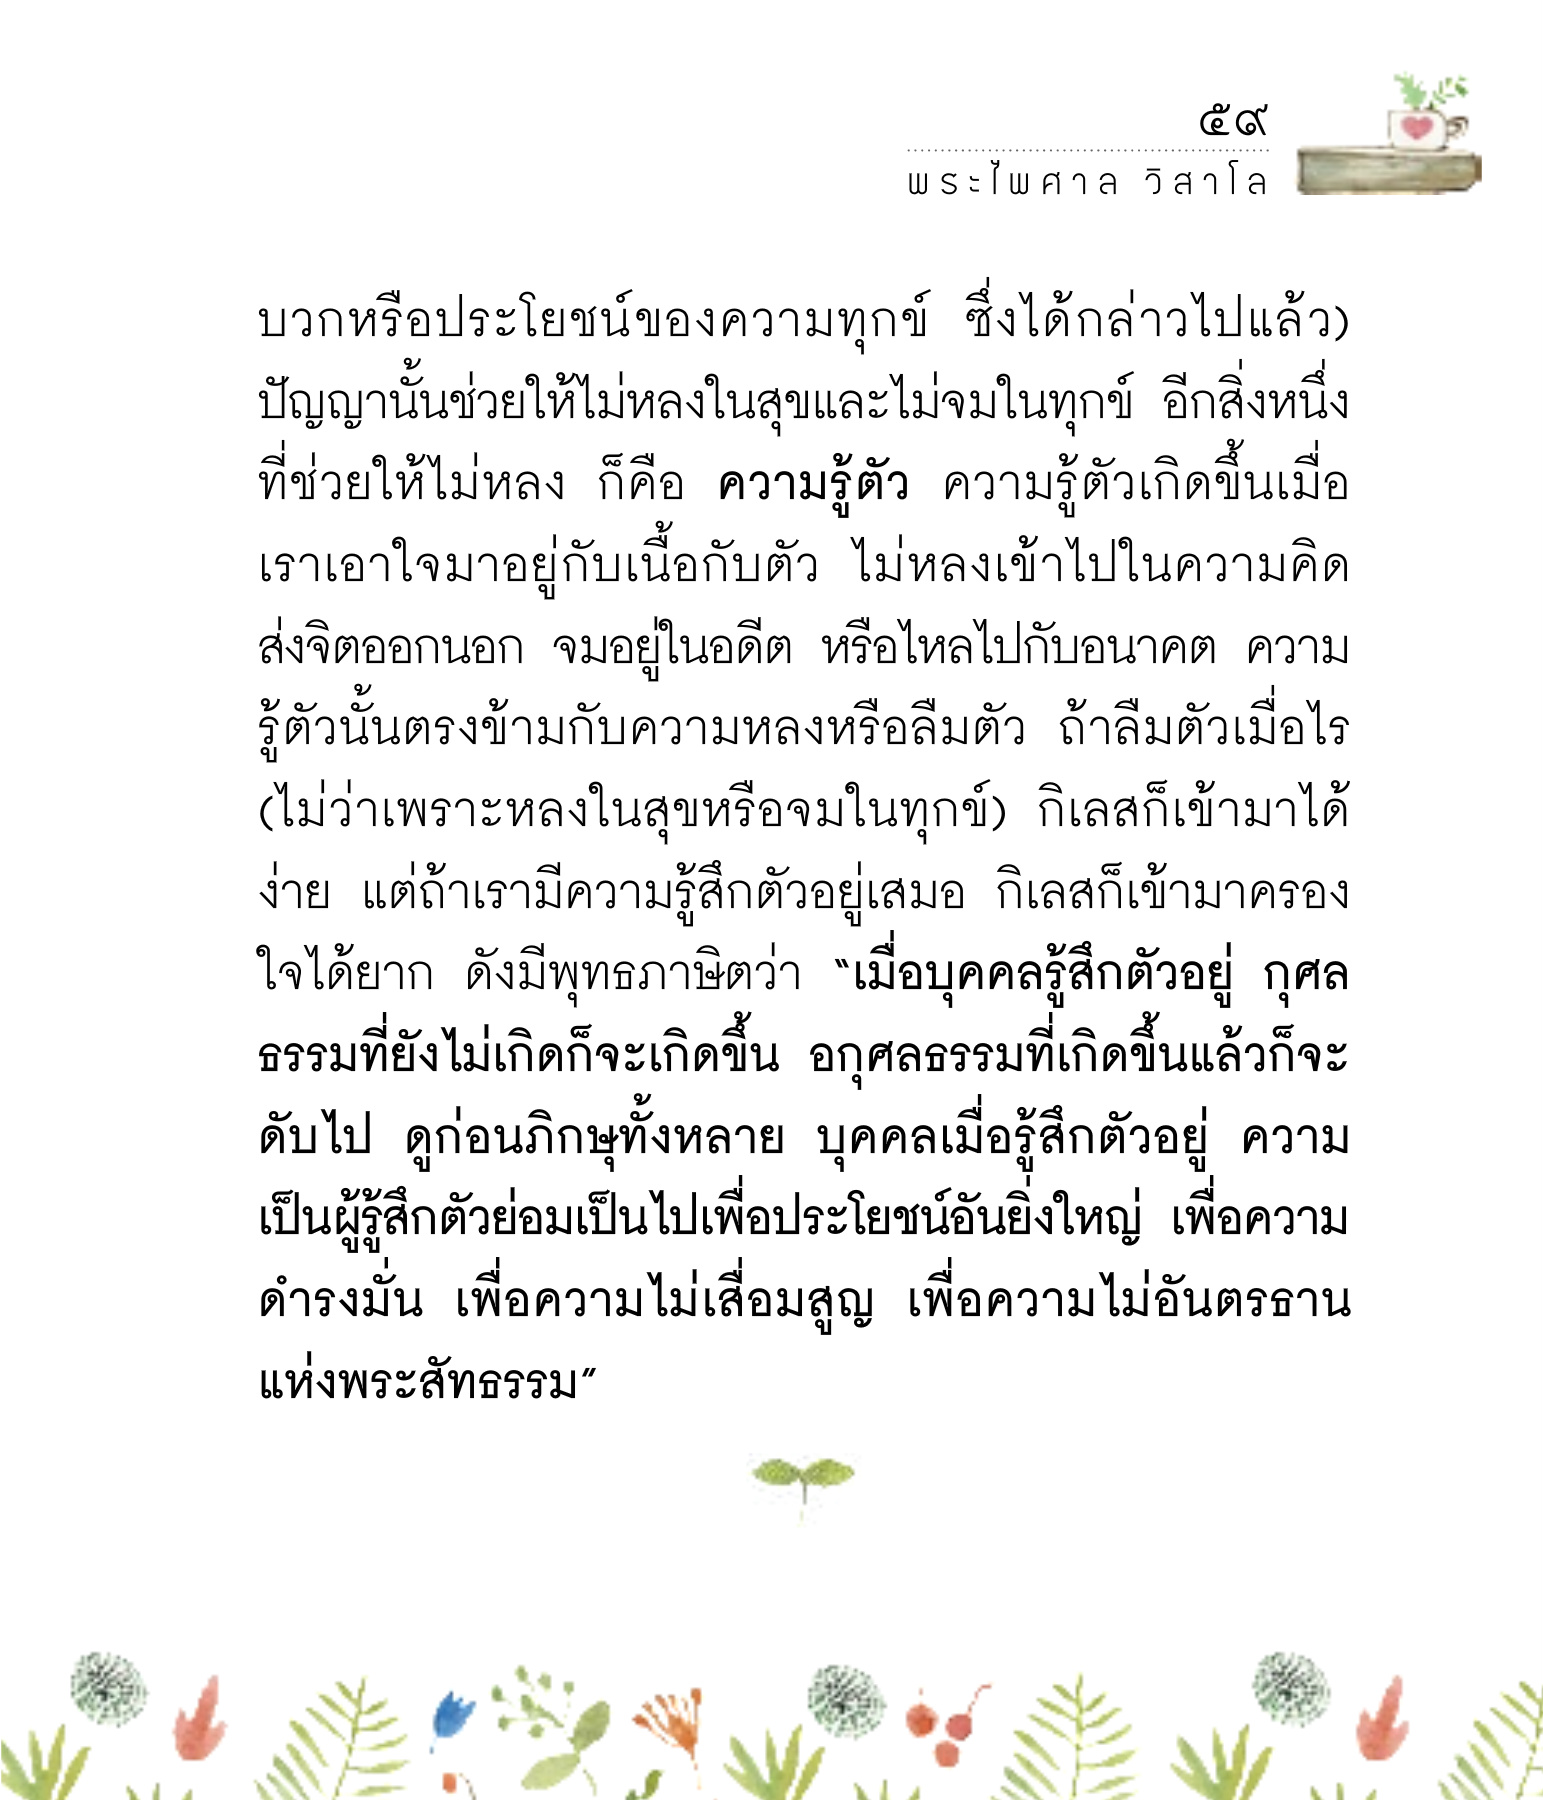 ๕๙
พระไพศาล วิสาโล
บวกหรือประโยชน์ของความทุกข์ ซึ่งได้กล่าวไปแล้ว)
ปัญญานั้นช่วยให้ไม่หลงในสุขและไม่จมในทุกข์ อีกสิ่งหนึ่ง
ที่ช่วยให้ไม่หลง ก็คือ ความรู้ตัว ความรู้ตัวเกิดขึ้นเมื่อ
เราเอาใจมาอยู่กับเนื้อกับตัว ไม่หลงเข้าไปในความคิด
ส่งจิตออกนอก จมอยู่ในอดีต หรือไหลไปกับอนาคต ความ
รู้ตัวนั้นตรงข้ามกับความหลงหรือลืมตัว ถ้าลืมตัวเมื่อไร
(ไม่ว่าเพราะหลงในสุขหรือจมในทุกข์) กิเลสก็เข้ามาได้
ง่าย แต่ถ้าเรามีความรู้สึกตัวอยู่เสมอ กิเลสก็เข้ามาครอง
ใจได้ยาก ดังมีพุทธภาษิตว่า “เมื่อบุคคลรู้สึกตัวอยู่ กุศล
ธรรมที่ยังไม่เกิดก็จะเกิดขึ้น อกุศลธรรมที่เกิดขึ้นแล้วก็จะ
ดับไป ดูก่อนภิกษุทั้งหลาย บุคคลเมื่อรู้สึกตัวอยู่ ความ
เป็นผู้รู้สึกตัวย่อมเป็นไปเพื่อประโยชน์อันยิ่งใหญ่ เพื่อความ
ดำรงมั่น เพื่อความไม่เสื่อมสูญ เพื่อความไม่อันตรธาน
แห่งพระสัทธรรม”